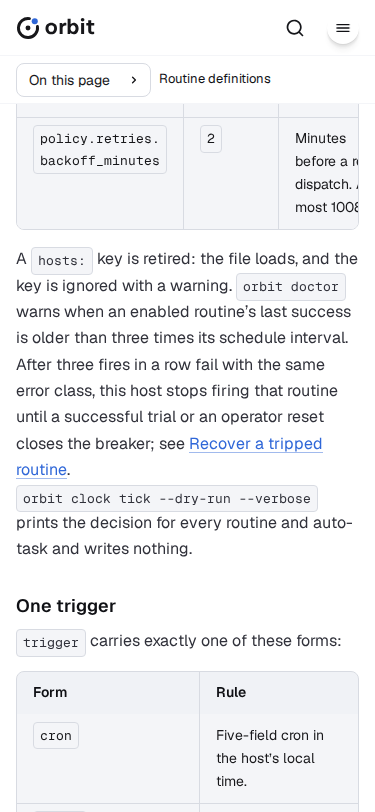 orbit
On this page
Routine definitions
policy.retries.
backoff_minutes
2
Minutes
before a
dispatch.
most
A hosts: key is retired: the file loads, and the
key is ignored with a warning. orbit doctor
warns when an enabled routine’s last success
is older than three times its schedule interval.
After three fires in a row fail with the same
error class, this host stops firing that routine
until a successful trial or an operator reset
closes the breaker; see Recover a tripped
routine.
orbit clock tick --dry-run --verbose
prints the decision for every routine and auto-
task and writes nothing.
One trigger
trigger carries exactly one of these forms:
Form
Rule
cron
Five-field cron in
the host’s local
time.